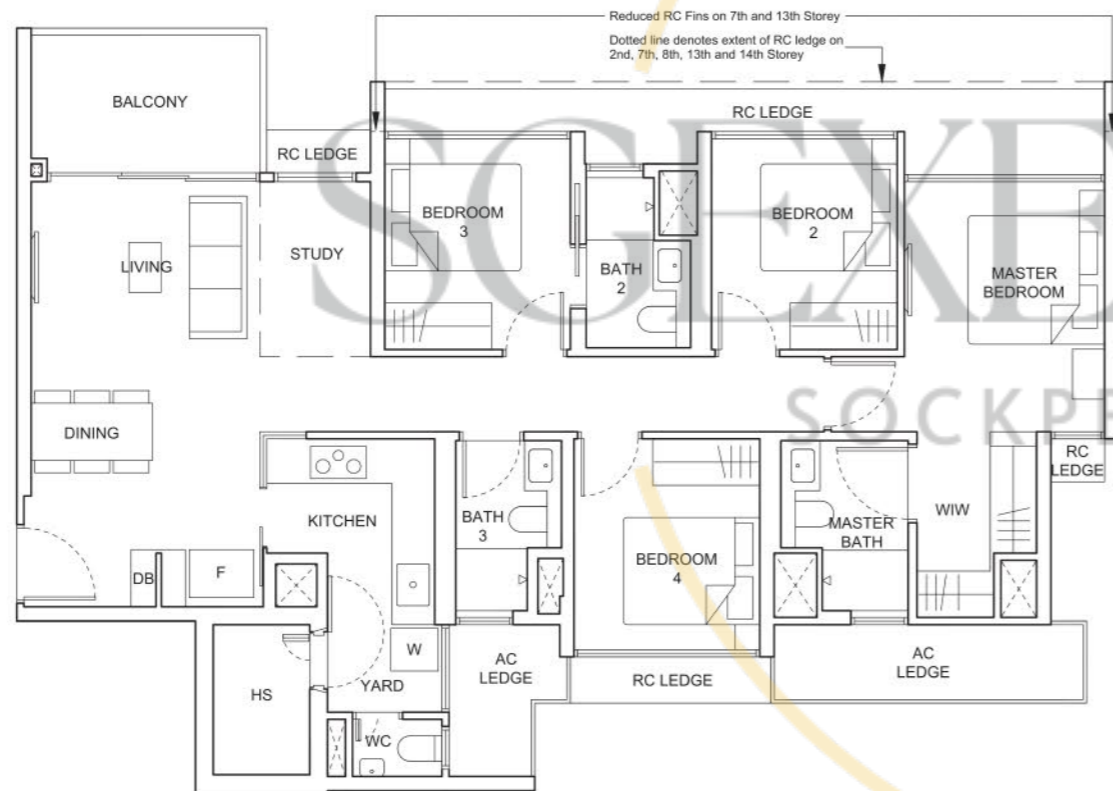 Reduced RC Fins on 7th and 13th Storey
Dotted line denotes extent of RC ledge on
2nd, 7th, 8th, 13th and 14th Storey
BALCONY
RC LEDGE
RC LEDGE
BEDROOM
3
BEDROOM
2
LIVING
STUDY
BATH
2
MASTER
BEDROOM
SGEXE
SOCKPE
DINING
RC
LEDGE
KITCHEN
BATH
3
MASTER
BATH
WIW
BEDROOM
4
DB
F
W
AC
LEDGE
RC LEDGE
AC
LEDGE
HS
YARD
WC